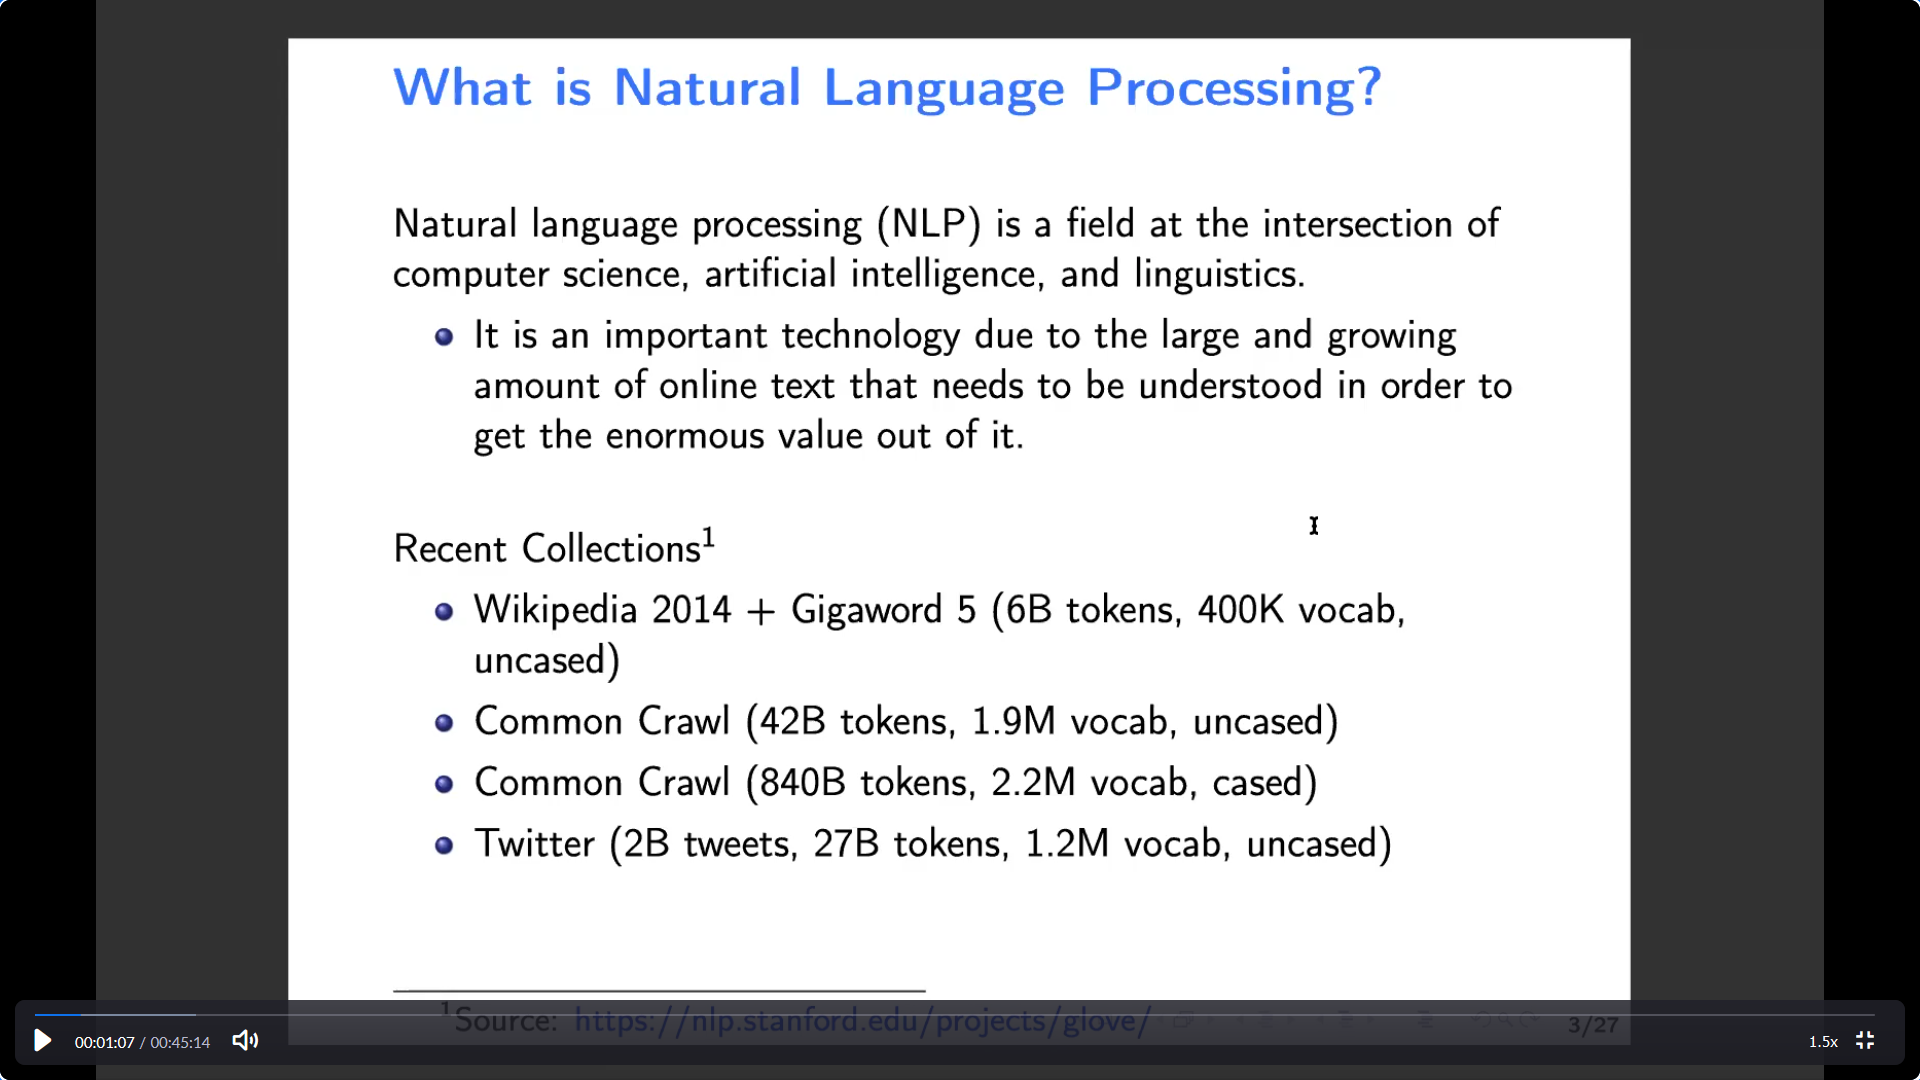 What is Natural Language Processing?
Natural language processing (NLP) is a field at the intersection of
computer science, artificial intelligence, and linguistics.
It is an important technology due to the large and growing
amount of online text that needs to be understood in order to
get the enormous value out of it.
Recent Collections¹
Wikipedia 2014 + Gigaword 5 (6B tokens, 400K vocab,
uncased)
Common Crawl (42B tokens, 1.9M vocab, uncased)
Common Crawl (840B tokens, 2.2M vocab, cased)
Twitter (2B tweets, 27B tokens, 1.2M vocab, uncased)
¹Source: https://nlp.stanford.edu/projects/glove/
3/27
00:01:07 / 00:45:14
1.5x